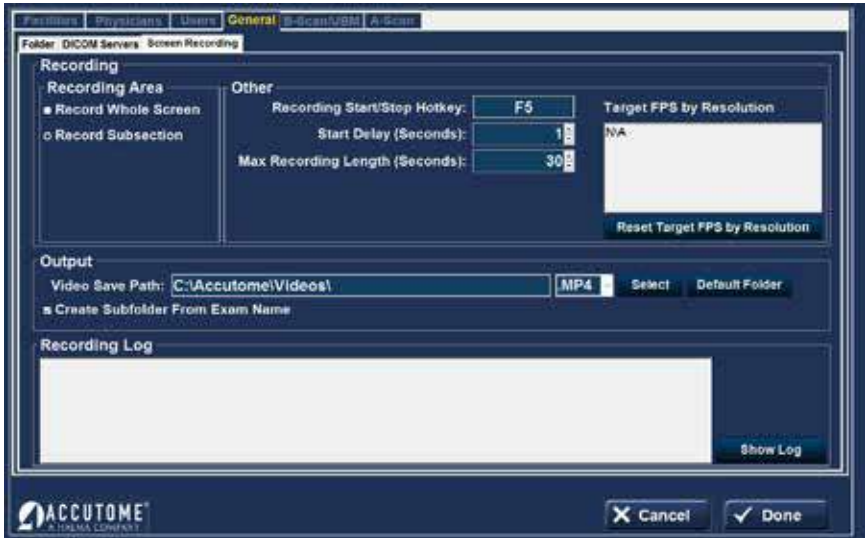 Facilities Physicians Users General B-Scan/UBM A-Scan
Folder DICOM Servers Screen Recording
Recording
Recording Area
Record Whole Screen
Record Subsection
Other
Recording Start/Stop Hotkey: F5
Start Delay (Seconds): 1
Max Recording Length (Seconds): 30
Target FPS by Resolution
N\A
Reset Target FPS by Resolution
Output
Video Save Path: C:\Accutome\Videos\ .MP4 Select Default Folder
Create Subfolder From Exam Name
Recording Log
Show Log
ACCUTOME®
A HALMA COMPANY
Cancel Done